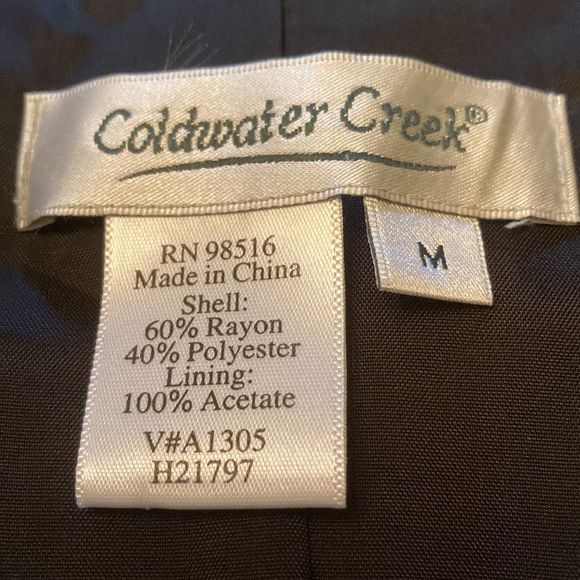 Coldwater Creek®
M
RN 98516
Made in China
Shell:
60% Rayon
40% Polyester
Lining:
100% Acetate
V#A1305
H21797